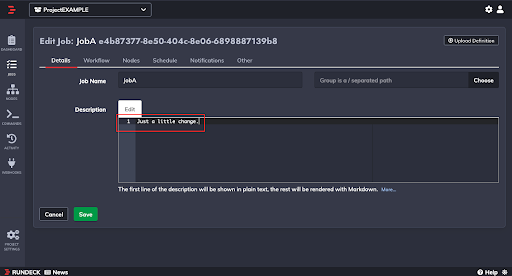 ProjectEXAMPLE
DASHBOARD
JOBS
NODES
COMMANDS
ACTIVITY
WEBHOOKS
PROJECT SETTINGS
Edit Job: JobA e4b87377-8e50-404c-8e06-6898887139b8
Upload Definition
Details Workflow Nodes Schedule Notifications Other
Job Name jobA Group is a / separated path Choose
Description Edit
1 Just a little change.
The first line of the description will be shown in plain text, the rest will be rendered with Markdown. More...
Cancel Save
RUNDECK News Help